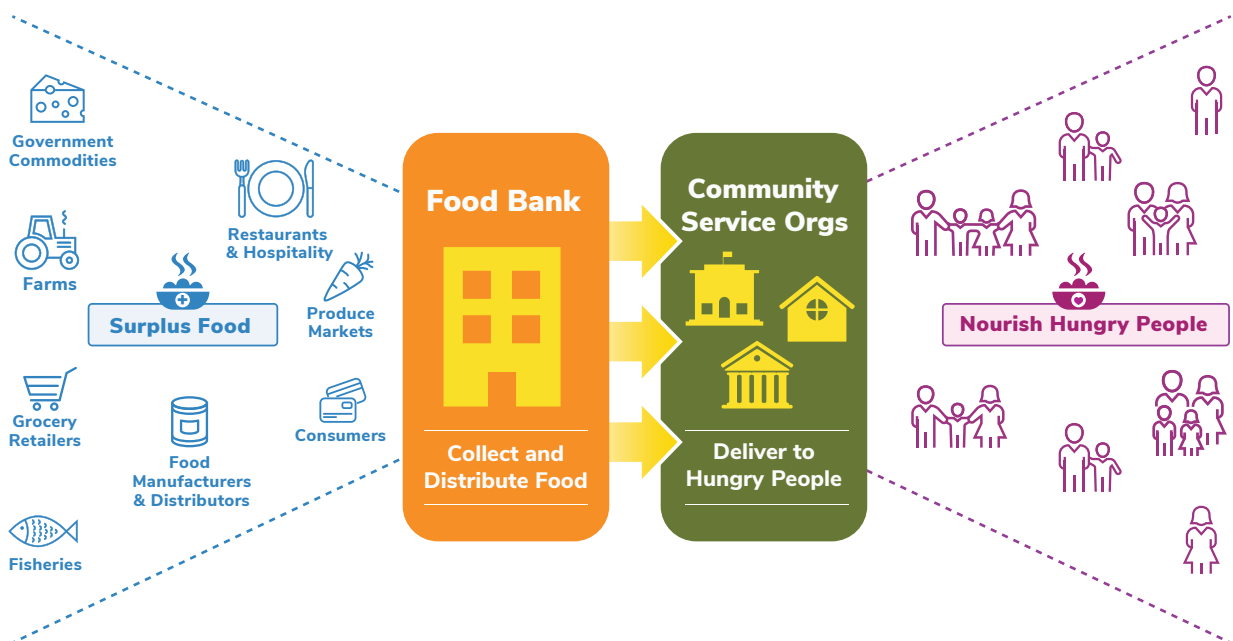 Government
Commodities
Restaurants
& Hospitality
Farms
Surplus Food
Produce
Markets
Grocery
Retailers
Consumers
Food
Manufacturers
& Distributors
Fisheries
Food Bank
Collect and
Distribute Food
Community
Service Orgs
Deliver to
Hungry People
Nourish Hungry People